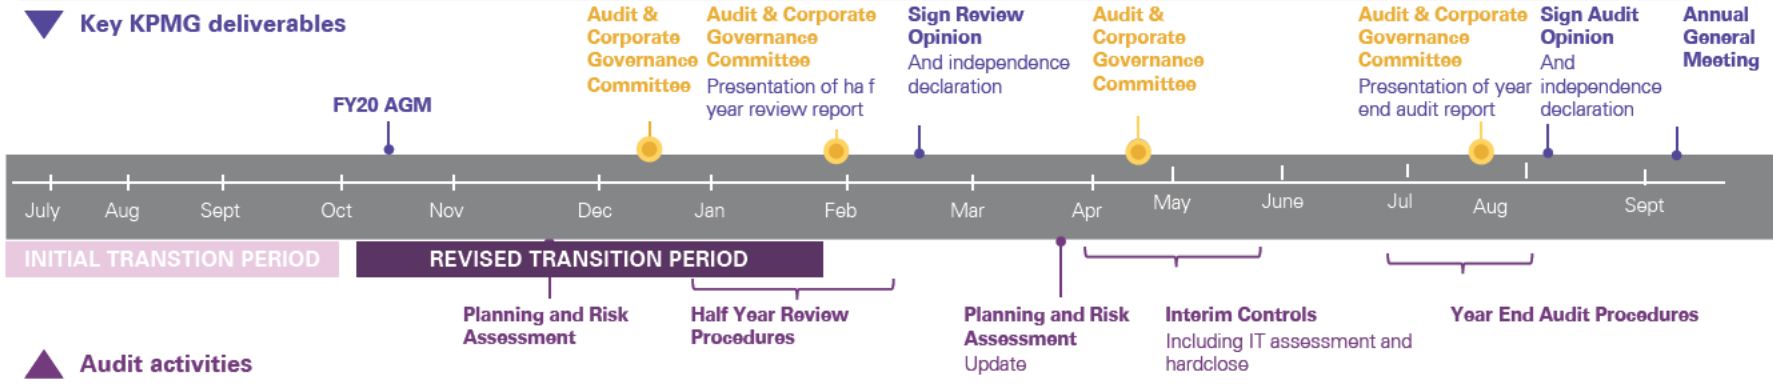 Key KPMG deliverables
FY20 AGM
Audit &
Corporate
Governance
Committee
Audit & Corporate
Governance
Committee
Presentation of ha f
year review report
Sign Review
Opinion
And independence
declaration
Audit &
Corporate
Governance
Committee
Audit & Corporate
Governance
Committee
Presentation of year
end audit report
Sign Audit
Opinion
And
independence
declaration
Annual
General
Meeting
July Aug Sept Oct Nov Dec Jan Feb Mar Apr May June Jul Aug Sept
INITIAL TRANSTION PERIOD
REVISED TRANSITION PERIOD
Planning and Risk
Assessment
Half Year Review
Procedures
Planning and Risk
Assessment
Update
Interim Controls
Including IT assessment and
hardclose
Year End Audit Procedures
Audit activities